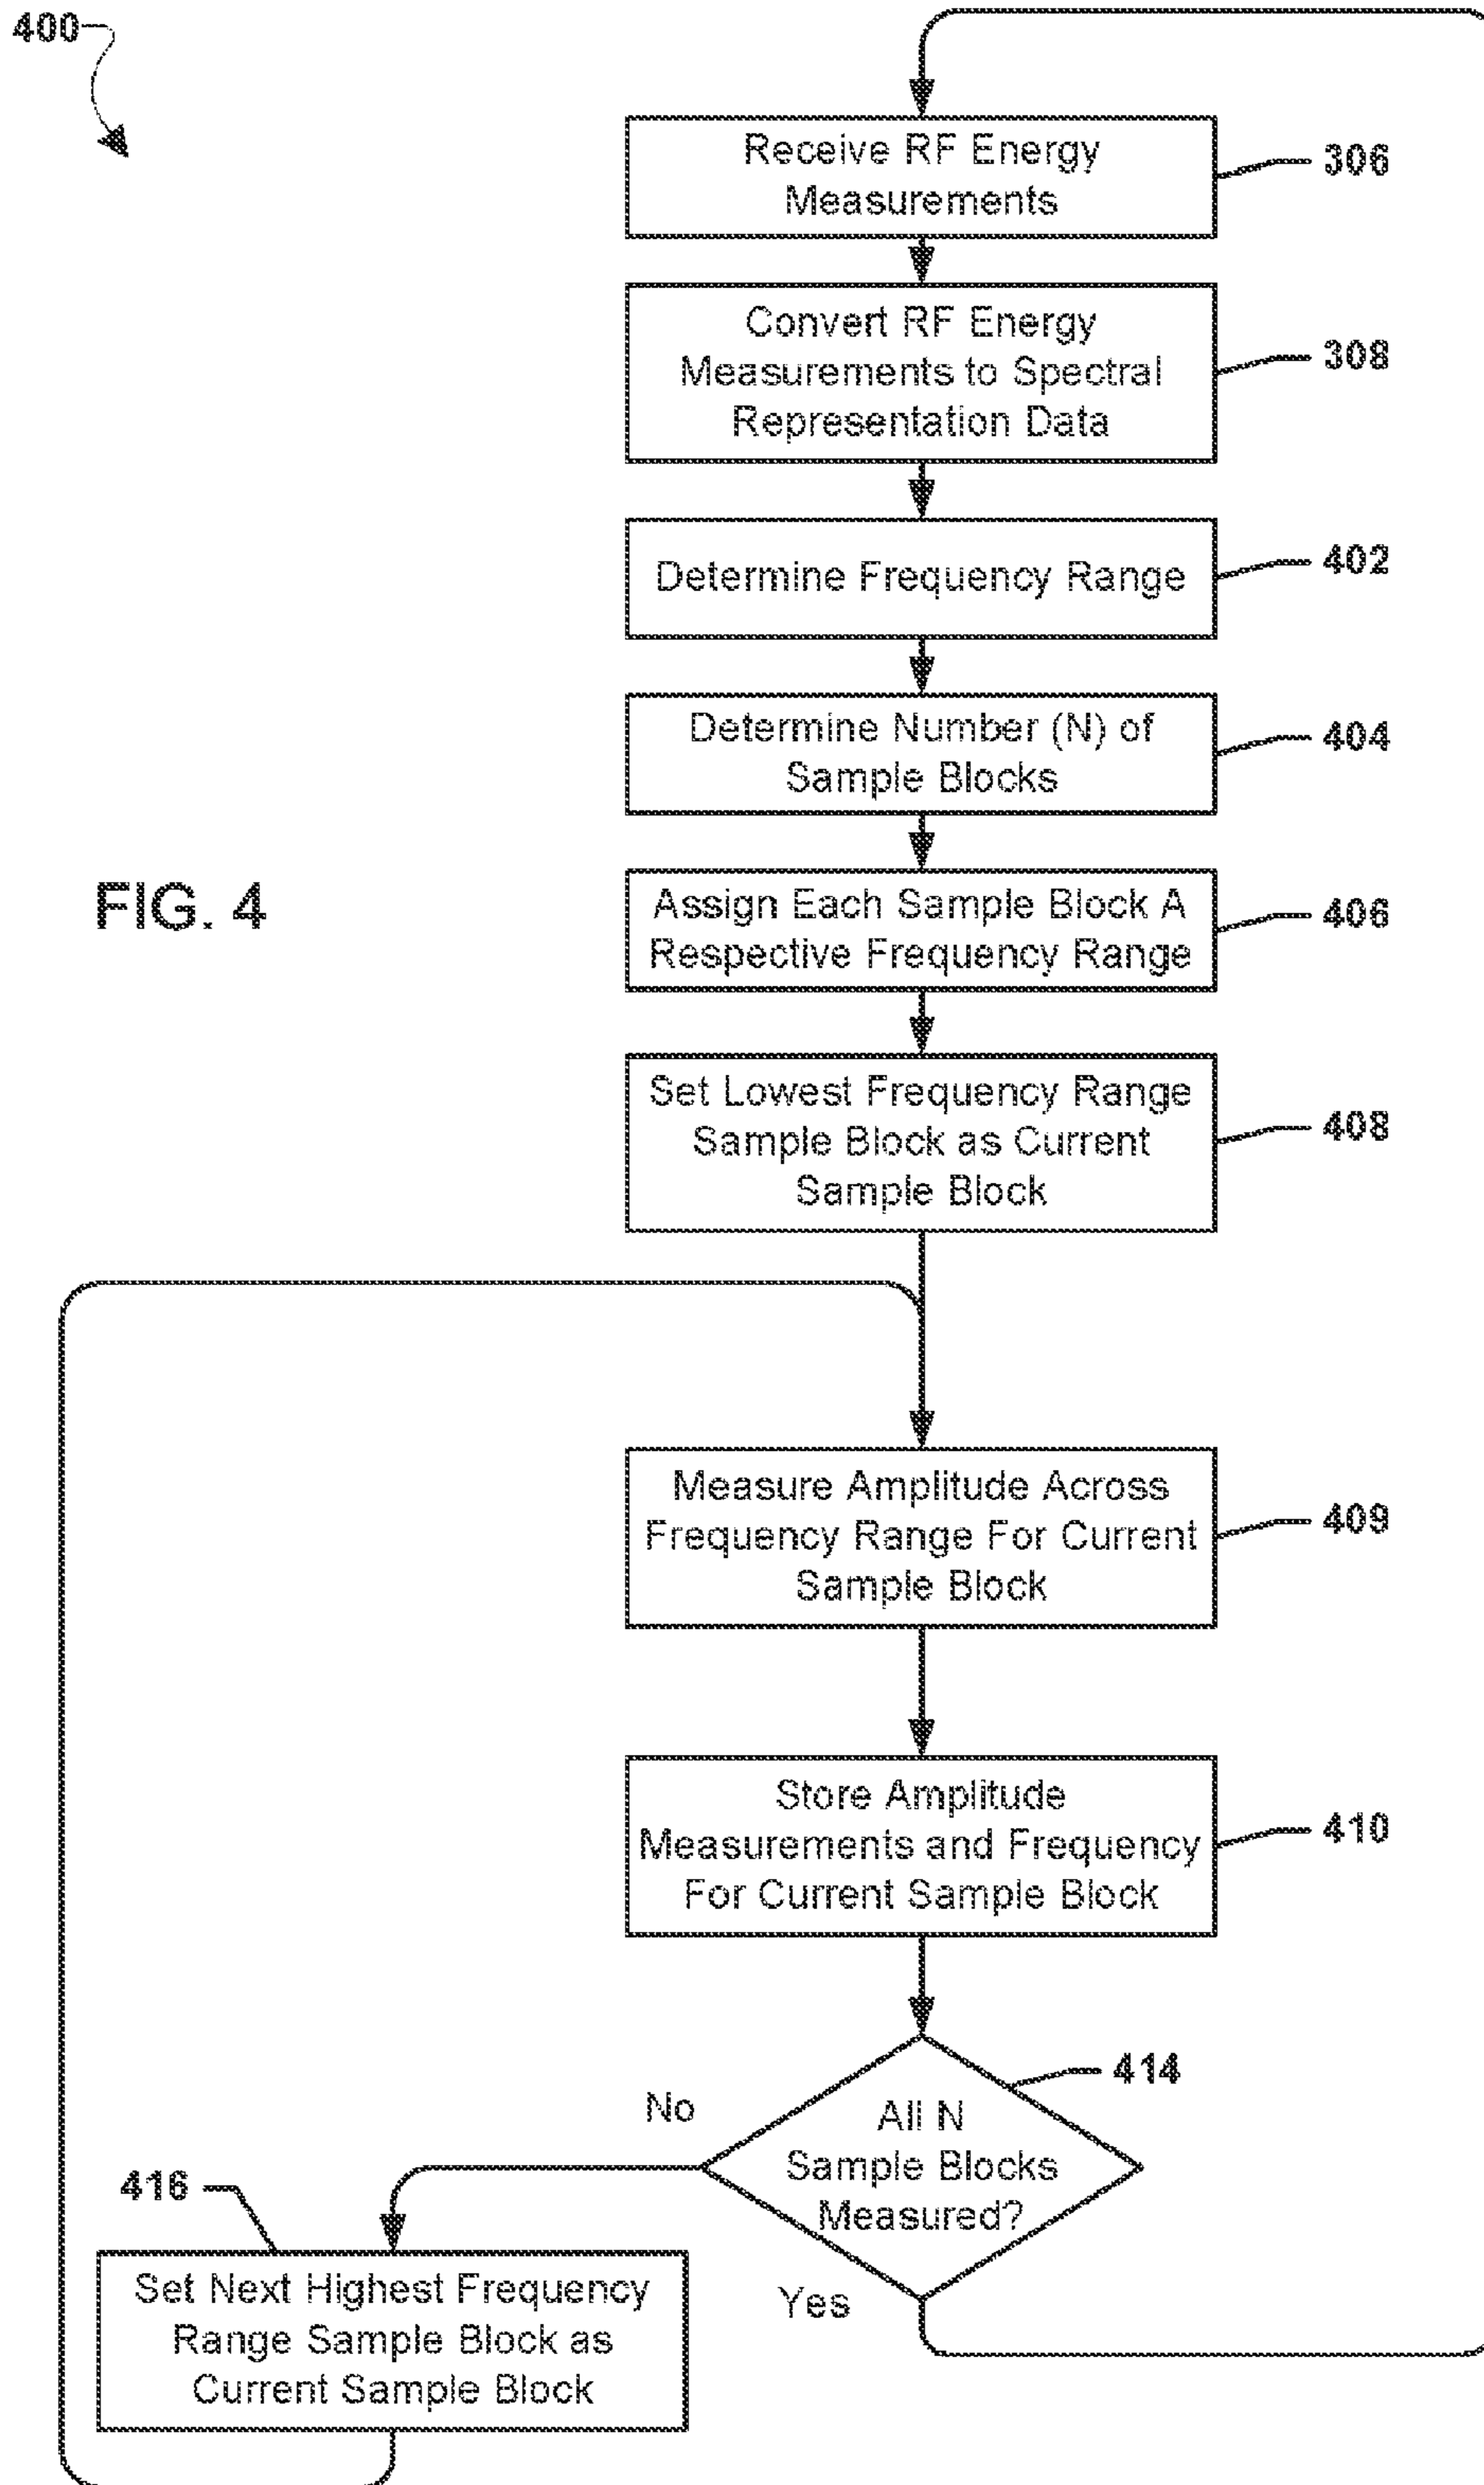 400
Receive RF Energy
Measurements
306
Convert RF Energy
Measurements to Spectral
Representation Data
308
Determine Frequency Range
402
Determine Number (N) of
Sample Blocks
404
FIG. 4
Assign Each Sample Block A
Respective Frequency Range
406
Set Lowest Frequency Range
Sample Block as Current
Sample Block
408
Measure Amplitude Across
Frequency Range For Current
Sample Block
409
Store Amplitude
Measurements and Frequency
For Current Sample Block
410
414
No
All N
Sample Blocks
Measured?
Yes
416
Set Next Highest Frequency
Range Sample Block as
Current Sample Block